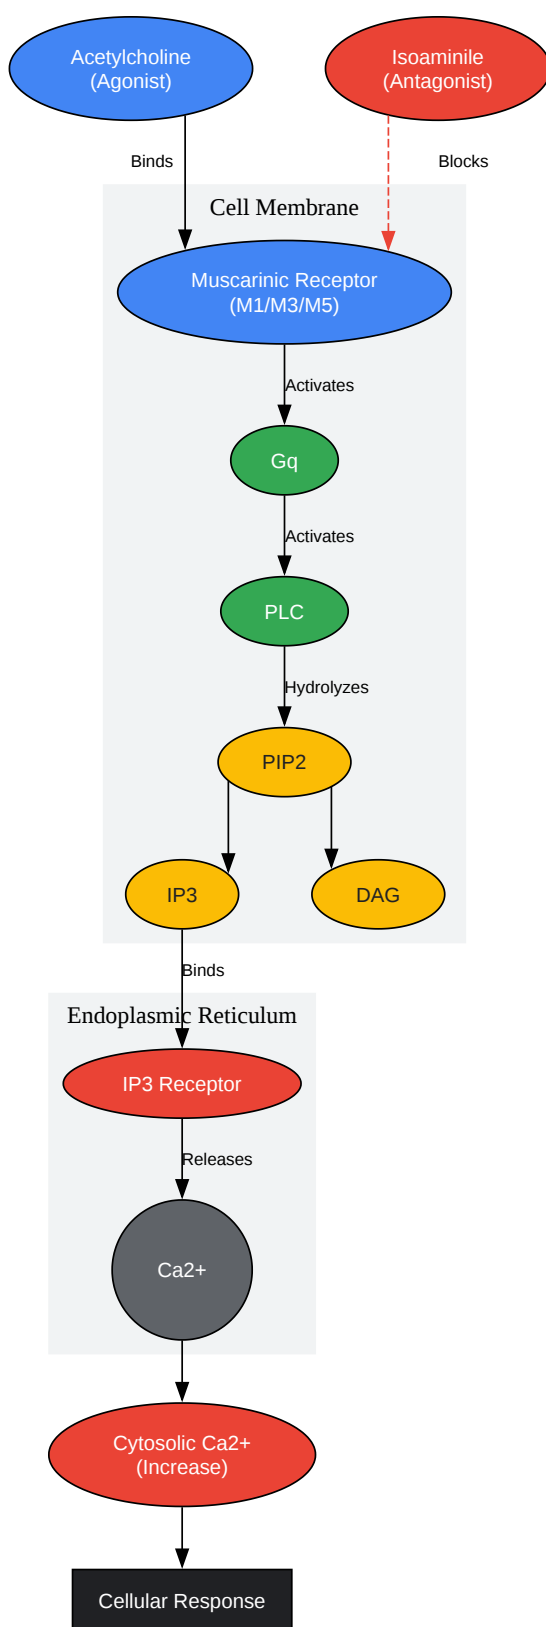 Acetylcholine
(Agonist)
Isoaminile
(Antagonist)
Binds
Blocks
Cell Membrane
Muscarinic Receptor
(M1/M3/M5)
Activates
Gq
Activates
PLC
Hydrolyzes
PIP2
IP3
DAG
Binds
Endoplasmic Reticulum
IP3 Receptor
Releases
Ca2+
Cytosolic Ca2+
(Increase)
Cellular Response